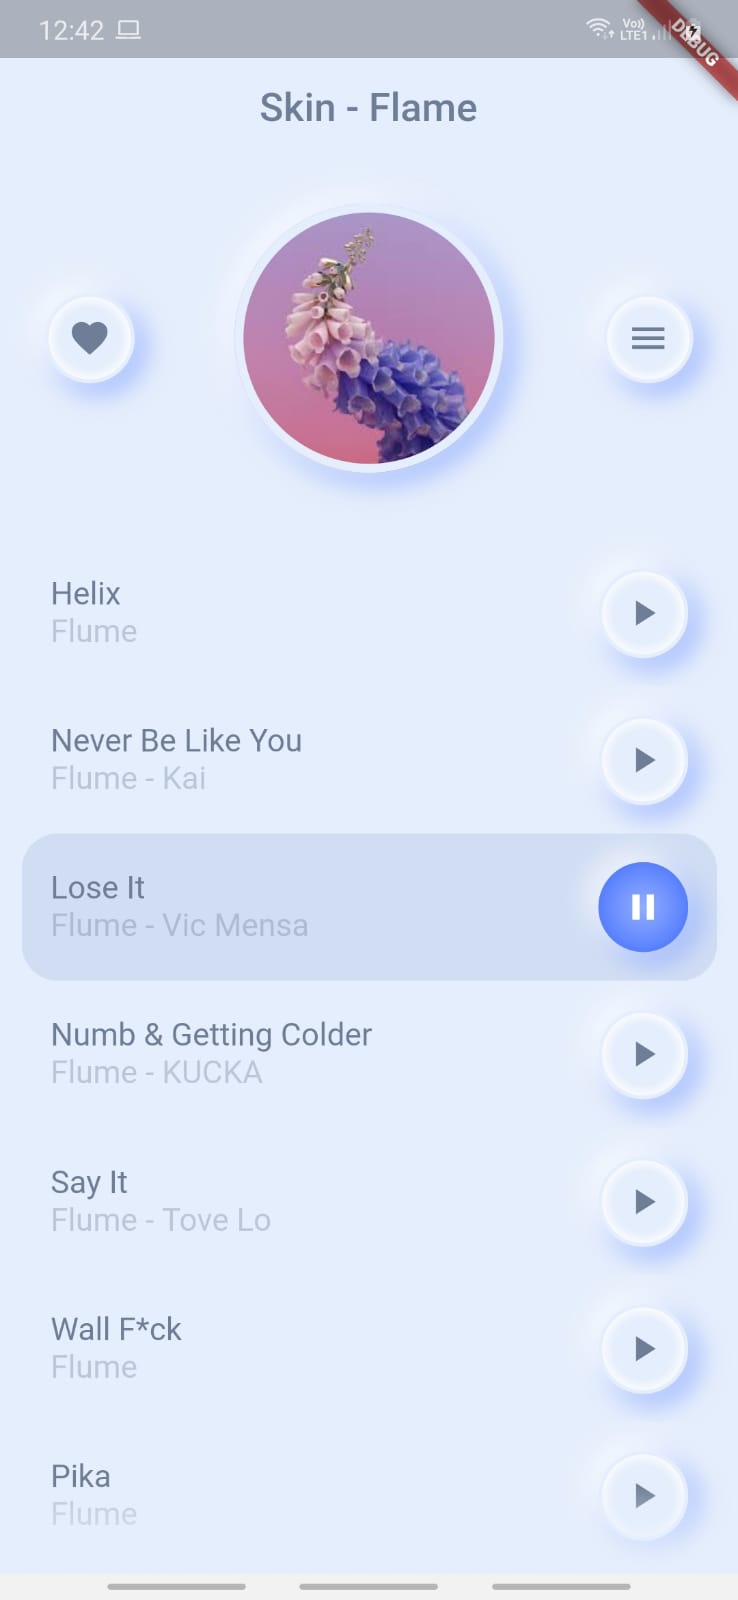 12:42
Vo))
LTE1
DEBUG
Skin - Flame
Helix
Flume
Never Be Like You
Flume - Kai
Lose It
Flume - Vic Mensa
Numb & Getting Colder
Flume - KUCKA
Say It
Flume - Tove Lo
Wall F*ck
Flume
Pika
Flume